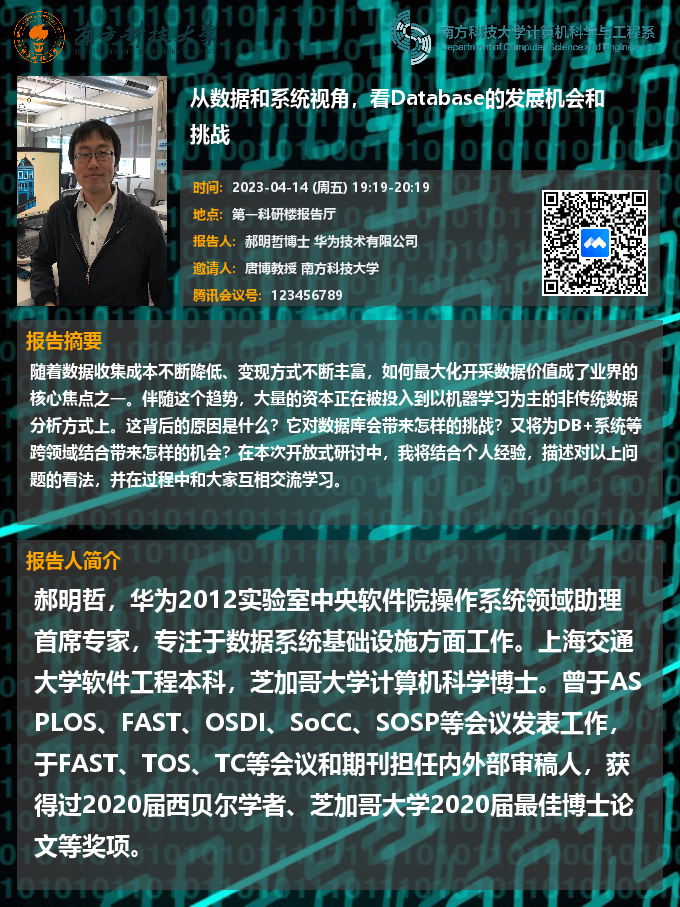 南方科技大学
南方科技大学计算机科学与工程系
Department of Computer Science and Engineering
从数据和系统视角，看Database的发展机会和
挑战
时间：2023-04-14 (周五) 19:19-20:19
地点：第一科研楼报告厅
报告人：郝明哲博士 华为技术有限公司
邀请人：唐博教授 南方科技大学
腾讯会议号：123456789
报告摘要
随着数据收集成本不断降低、变现方式不断丰富，如何最大化开采数据价值成了业界的
核心焦点之一。伴随这个趋势，大量的资本正在被投入到以机器学习为主的非传统数据
分析方式上。这背后的原因是什么？它对数据库会带来怎样的挑战？又将为DB+系统等
跨领域结合带来怎样的机会？在本次开放式研讨中，我将结合个人经验，描述对以上问
题的看法，并在过程中和大家互相交流学习。
报告人简介
郝明哲，华为2012实验室中央软件院操作系统领域助理
首席专家，专注于数据系统基础设施方面工作。上海交通
大学软件工程本科，芝加哥大学计算机科学博士。曾于AS
PLOS、FAST、OSDI、SoCC、SOSP等会议发表工作，
于FAST、TOS、TC等会议和期刊担任内外部审稿人，获
得过2020届西贝尔学者、芝加哥大学2020届最佳博士论
文等奖项。